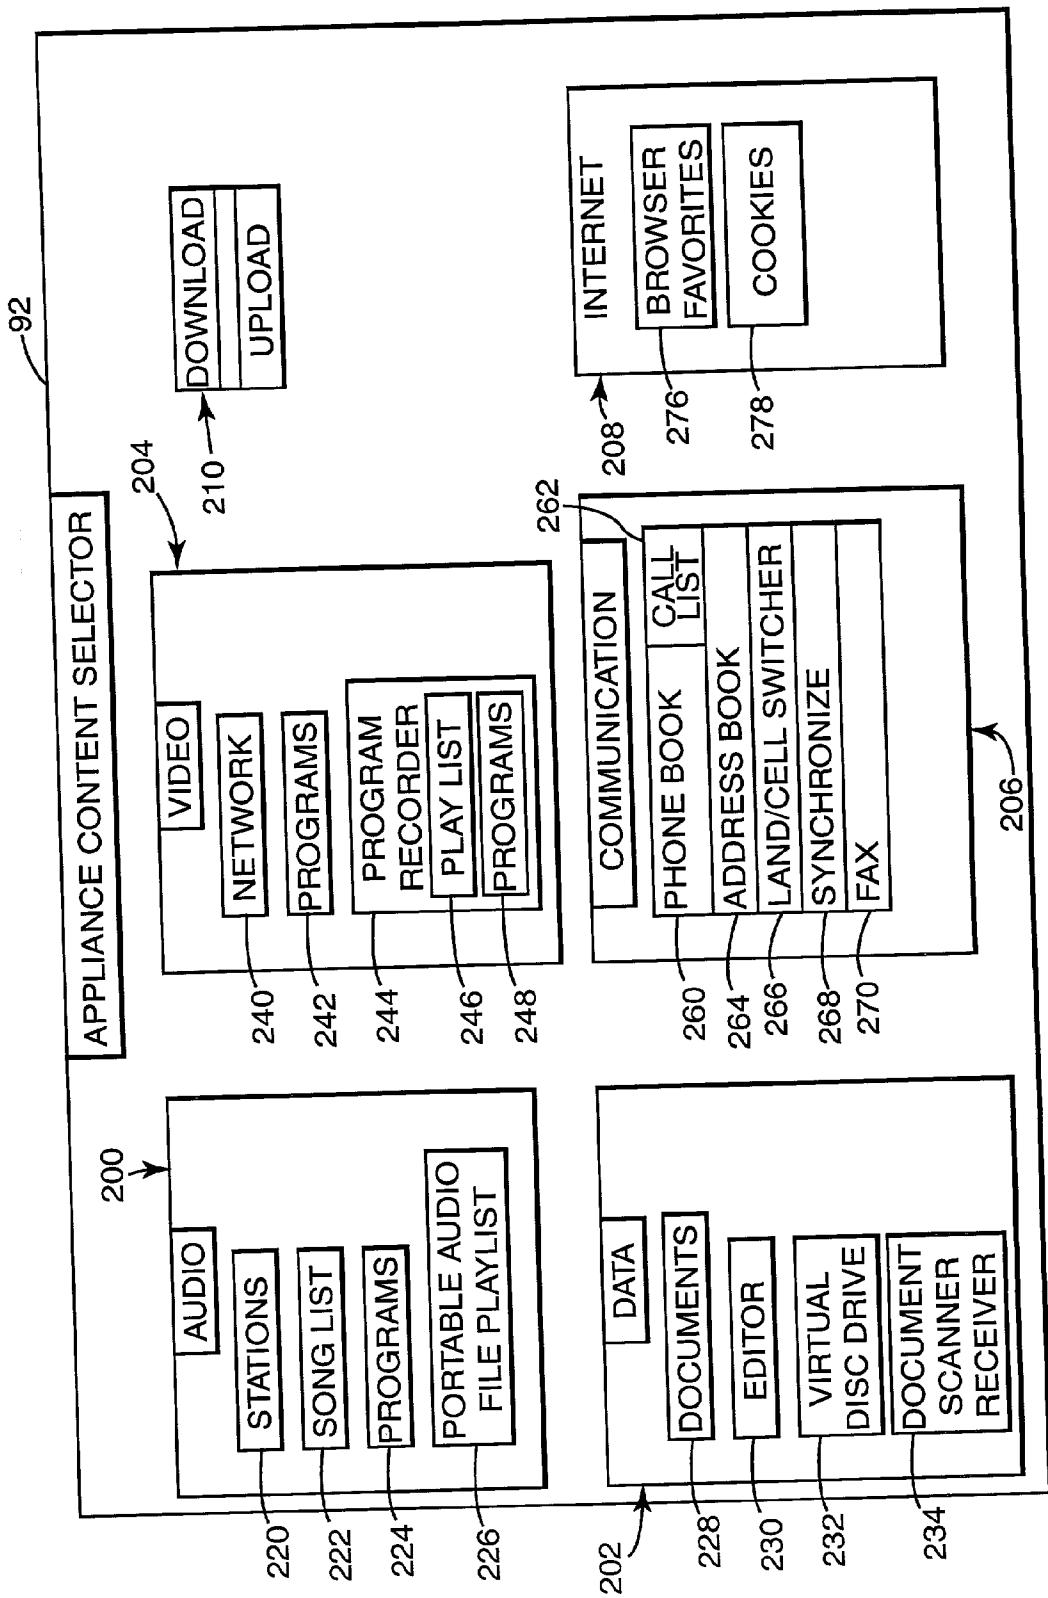 92
APPLIANCE CONTENT SELECTOR
200
AUDIO
STATIONS
220
SONG LIST
222
PROGRAMS
224
PORTABLE AUDIO
FILE PLAYLIST
226
204
VIDEO
NETWORK
240
PROGRAMS
242
PROGRAM
RECORDER
244
PLAY LIST
246
PROGRAMS
248
DOWNLOAD
UPLOAD
210
202
DATA
DOCUMENTS
228
EDITOR
230
VIRTUAL
DISC DRIVE
232
DOCUMENT
SCANNER
RECEIVER
234
COMMUNICATION
262
PHONE BOOK
CALL
LIST
260
ADDRESS BOOK
264
LAND/CELL SWITCHER
266
SYNCHRONIZE
268
FAX
270
206
208
INTERNET
BROWSER
FAVORITES
276
COOKIES
278